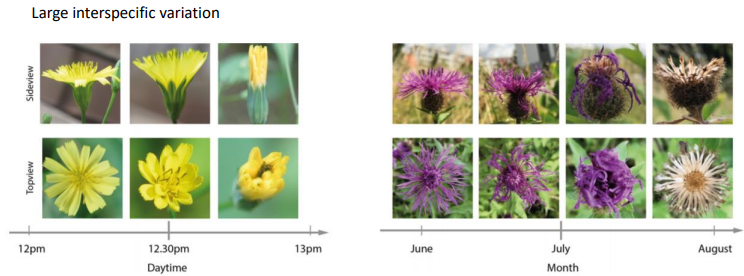 Large interspecific variation
Sideview
Topview
12pm
12.30pm
13pm
Daytime
June
July
August
Month